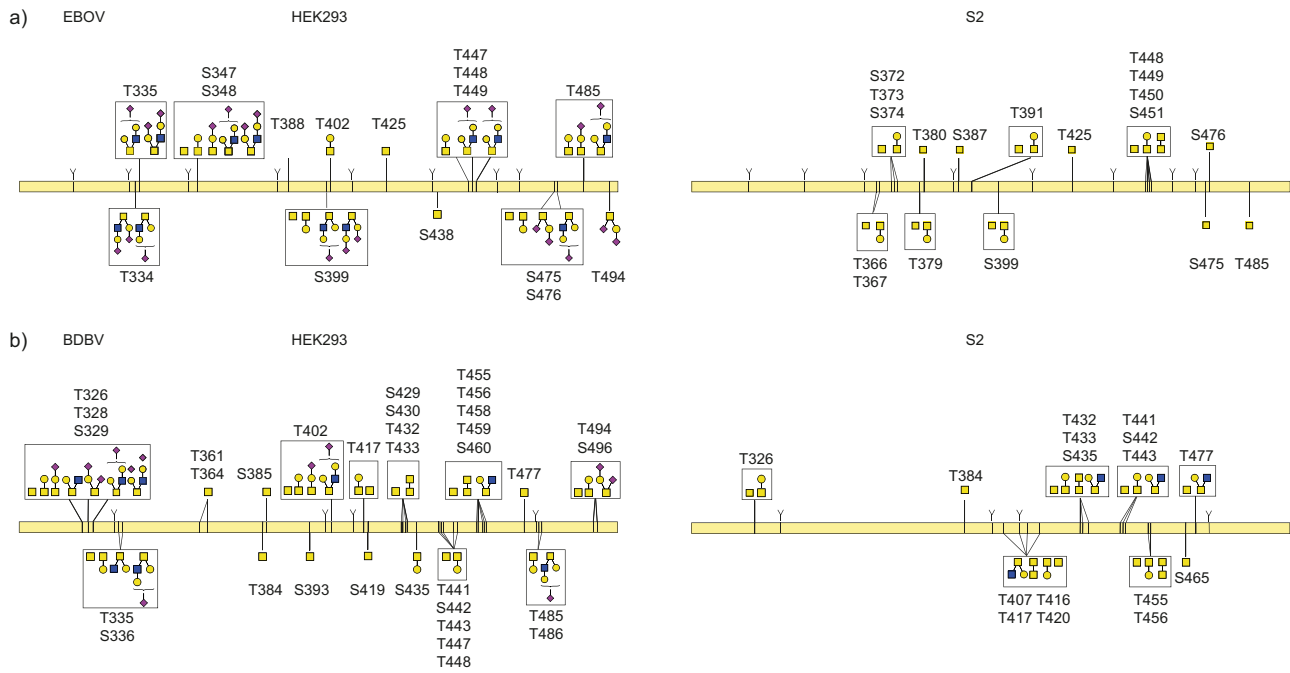 a) EBOV HEK293 S2
T447
T448
T449
S347
S348
T335
T388
T402
T425
T485
T334
S399
S438
S475
S476
T494
S372
T373
S374
T380
S387
T391
T425
T448
T449
T450
S451
S476
T366
T367
T379
S399
S475
T485
b) BDBV HEK293 S2
T326
T328
S329
T361
T364
S385
T402
T417
S429
S430
T432
T433
T455
T456
T458
T459
S460
T477
T494
S496
T335
S336
T384
S393
S419
S435
T441
S442
T443
T447
T448
T485
T486
T326
T384
T432
T433
S435
T441
S442
T443
T477
T407 T416
T417 T420
T455
T456
S465